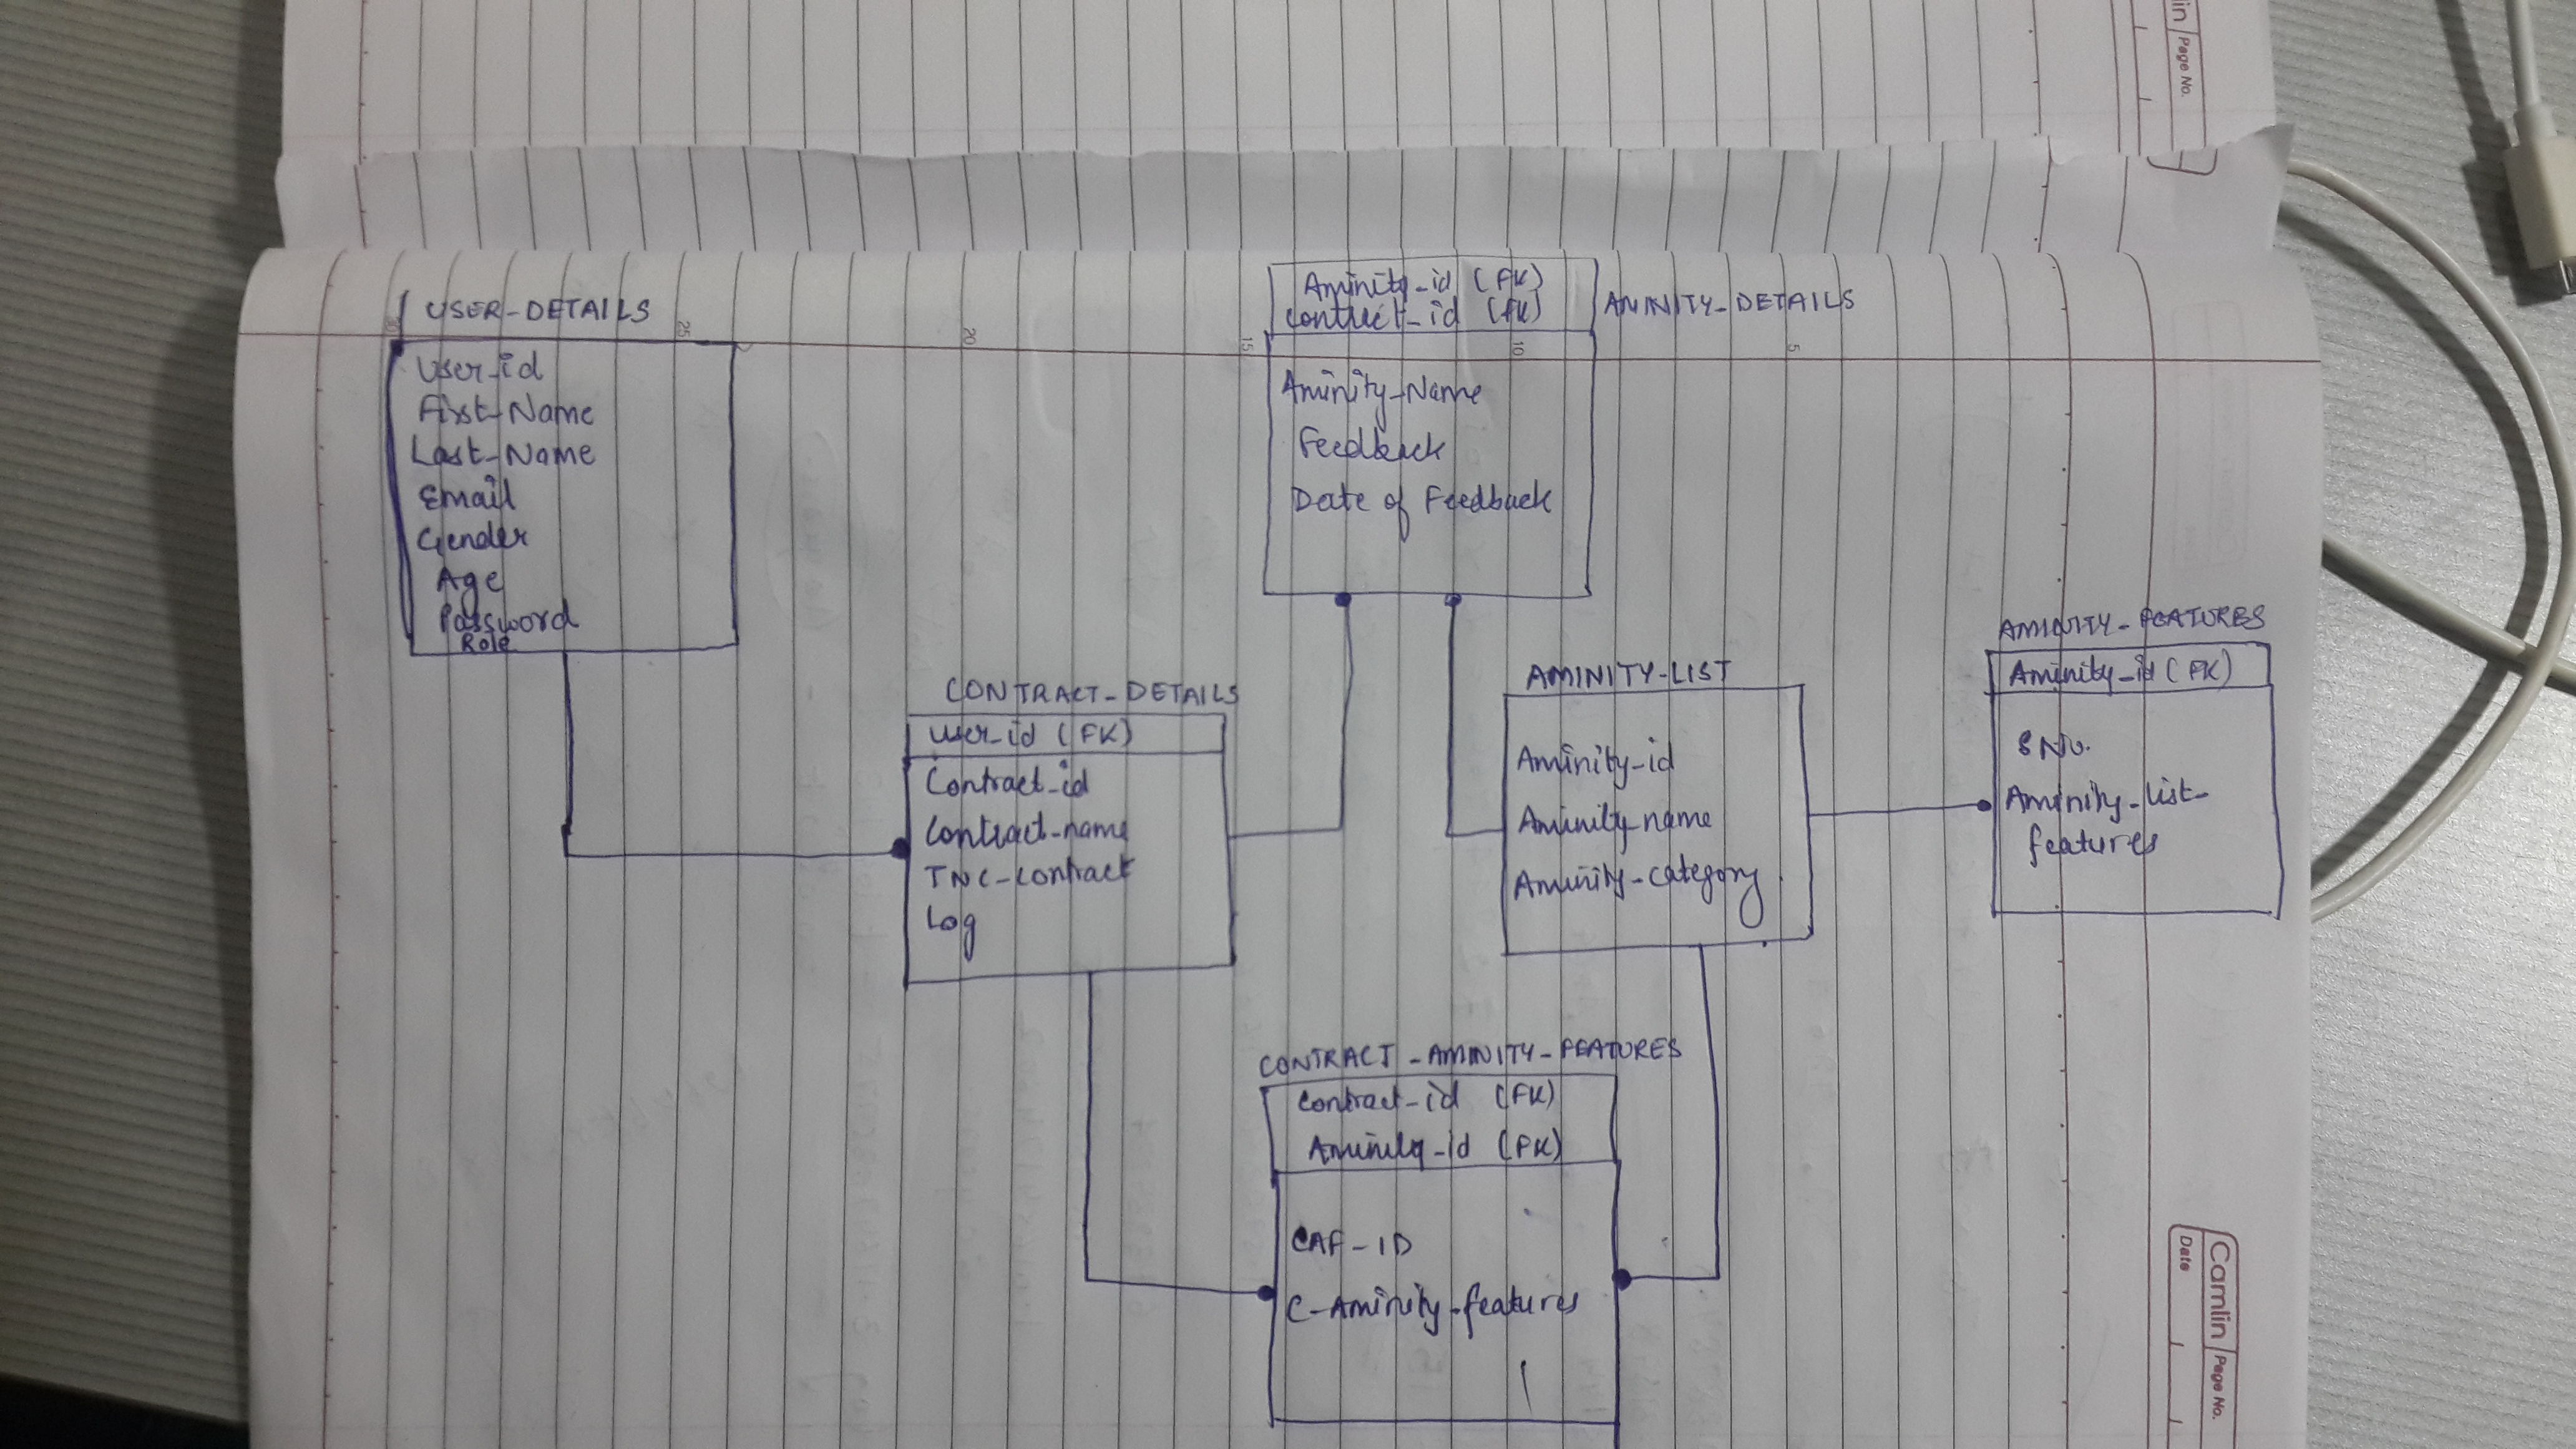 USER-DETAILS
User-id
First-Name
Last-Name
Email
Gender
Age
Password
Role
CONTRACT-DETAILS
user-id (FK)
Contract-id
Contract-name
TNC-contract
Log
AMINITY-DETAILS
Aminity-id (FK)
contract-id (FK)
Aminity-Name
Feedback
Date of Feedback
CONTRACT-AMINITY-FEATURES
contract-id (FK)
Aminity-id (FK)
CAF-ID
C-Aminity-features
AMINITY-LIST
Aminity-id
Aminity-name
Aminity-category
AMINITY-FEATURES
Aminity-id (FK)
SNo.
Aminity-List-
features
30
25
20
15
10
5
Camlin
Page No.
Date
Page No.